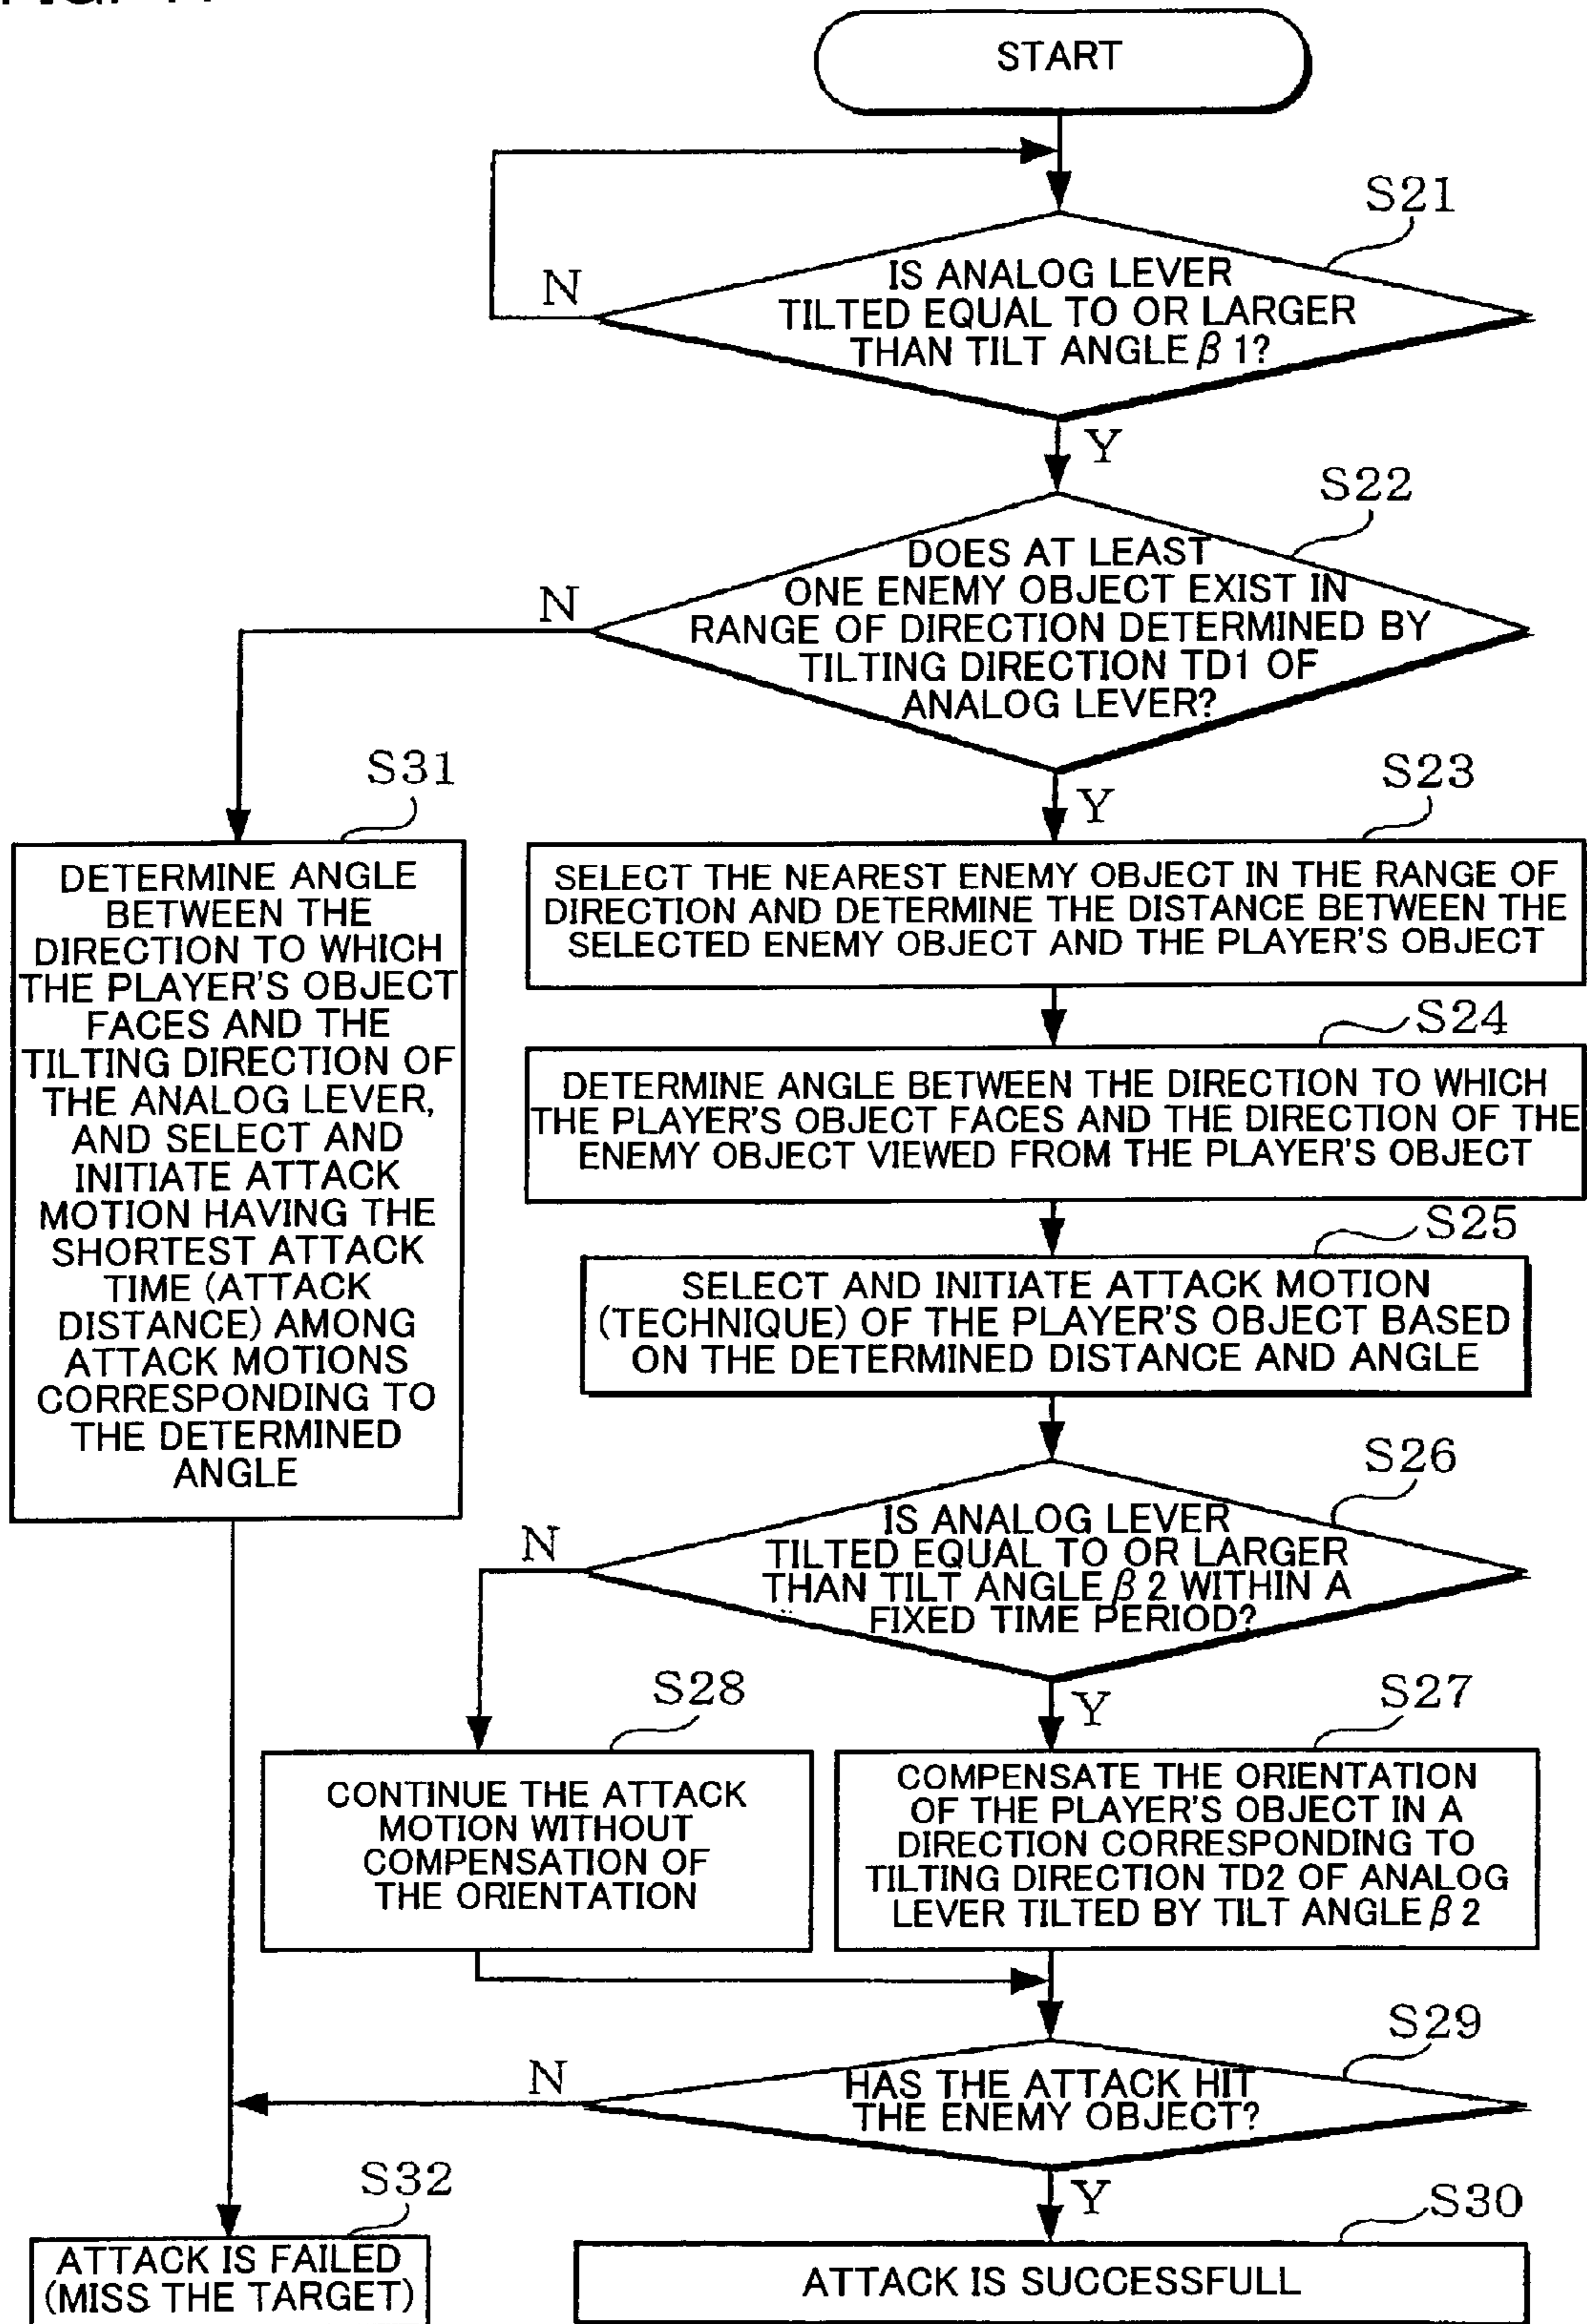 START
S21
N
IS ANALOG LEVER
TILTED EQUAL TO OR LARGER
THAN TILT ANGLE β 1?
Y
S22
N
DOES AT LEAST
ONE ENEMY OBJECT EXIST IN
RANGE OF DIRECTION DETERMINED BY
TILTING DIRECTION TD1 OF
ANALOG LEVER?
Y
S31
DETERMINE ANGLE
BETWEEN THE
DIRECTION TO WHICH
THE PLAYER'S OBJECT
FACES AND THE
TILTING DIRECTION OF
THE ANALOG LEVER,
AND SELECT AND
INITIATE ATTACK
MOTION HAVING THE
SHORTEST ATTACK
TIME (ATTACK
DISTANCE) AMONG
ATTACK MOTIONS
CORRESPONDING TO
THE DETERMINED
ANGLE
S23
SELECT THE NEAREST ENEMY OBJECT IN THE RANGE OF
DIRECTION AND DETERMINE THE DISTANCE BETWEEN THE
SELECTED ENEMY OBJECT AND THE PLAYER'S OBJECT
S24
DETERMINE ANGLE BETWEEN THE DIRECTION TO WHICH
THE PLAYER'S OBJECT FACES AND THE DIRECTION OF THE
ENEMY OBJECT VIEWED FROM THE PLAYER'S OBJECT
S25
SELECT AND INITIATE ATTACK MOTION
(TECHNIQUE) OF THE PLAYER'S OBJECT BASED
ON THE DETERMINED DISTANCE AND ANGLE
S26
N
IS ANALOG LEVER
TILTED EQUAL TO OR LARGER
THAN TILT ANGLE β 2 WITHIN A
FIXED TIME PERIOD?
Y
S28
CONTINUE THE ATTACK
MOTION WITHOUT
COMPENSATION OF
THE ORIENTATION
S27
COMPENSATE THE ORIENTATION
OF THE PLAYER'S OBJECT IN A
DIRECTION CORRESPONDING TO
TILTING DIRECTION TD2 OF ANALOG
LEVER TILTED BY TILT ANGLE β 2
S29
N
HAS THE ATTACK HIT
THE ENEMY OBJECT?
Y
S32
ATTACK IS FAILED
(MISS THE TARGET)
S30
ATTACK IS SUCCESSFULL